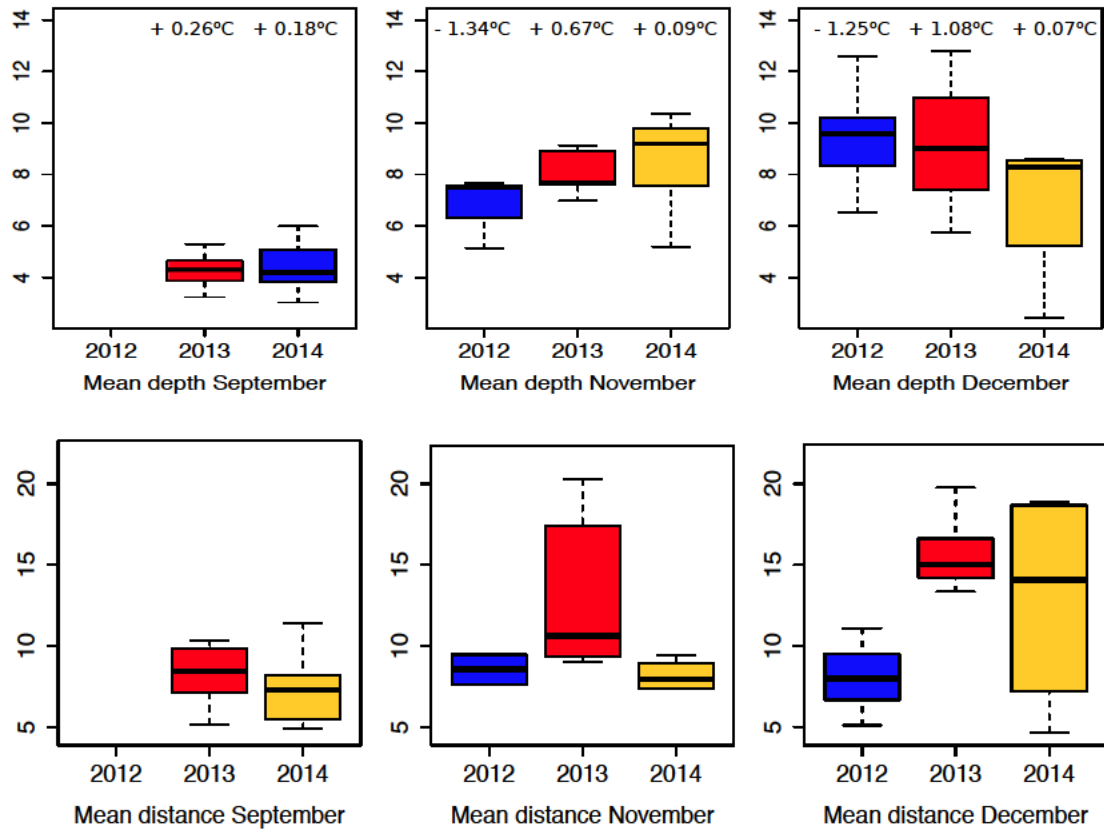 14
12
10
8
6
4
+ 0.26ºC + 0.18ºC
2012 2013 2014
Mean depth September
14
12
10
8
6
4
- 1.34ºC + 0.67ºC + 0.09ºC
2012 2013 2014
Mean depth November
14
12
10
8
6
4
- 1.25ºC + 1.08ºC + 0.07ºC
2012 2013 2014
Mean depth December
20
15
10
5
2012 2013 2014
Mean distance September
20
15
10
5
2012 2013 2014
Mean distance November
20
15
10
5
2012 2013 2014
Mean distance December